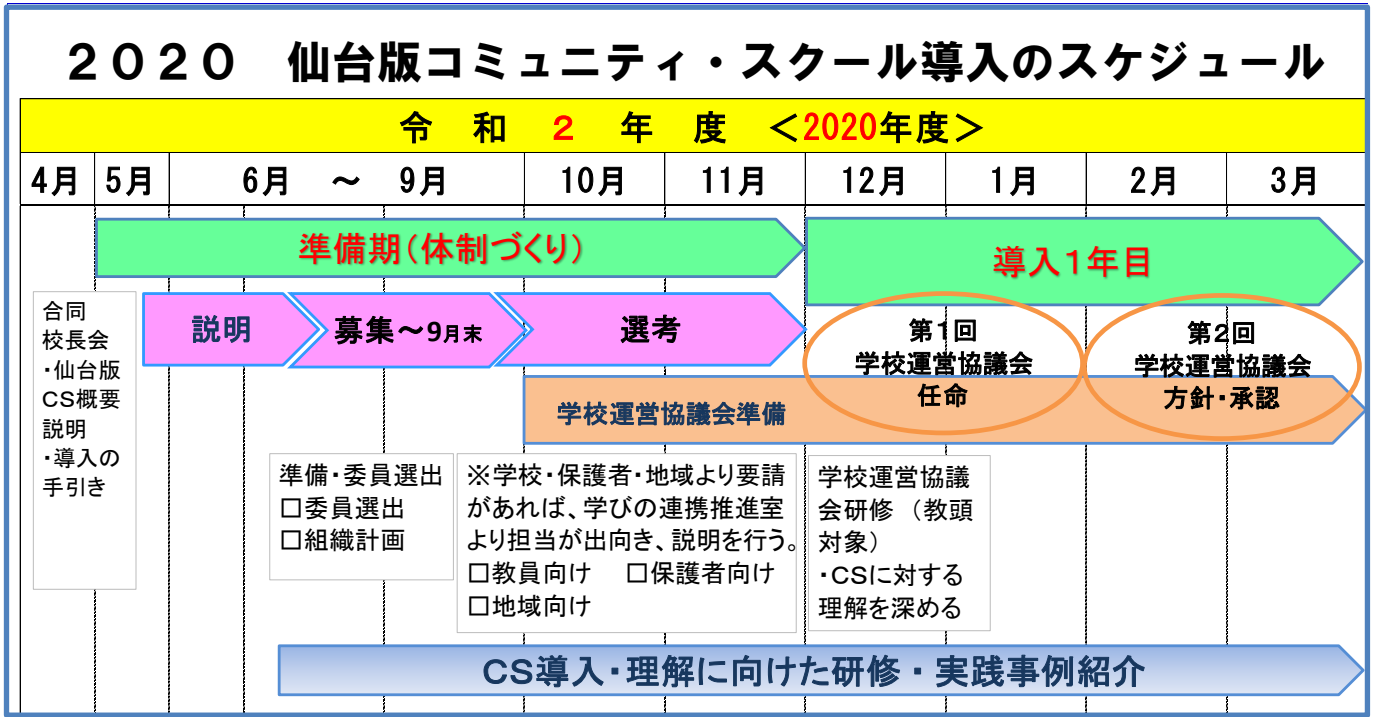 ２０２０　仙台版コミュニティ・スクール導入のスケジュール
令　和　２　年　度　＜2020年度＞
4月
5月
6月　～　9月
10月
11月
12月
1月
2月
3月
準備期（体制づくり）
導入１年目
説明
募集～9月末
選考
第１回
学校運営協議会
任命
第２回
学校運営協議会
方針・承認
学校運営協議会準備
合同
校長会
・仙台版
CS概要
説明
・導入の
手引き
準備・委員選出
□委員選出
□組織計画
※学校・保護者・地域より要請
があれば、学びの連携推進室
より担当が出向き、説明を行う。
□教員向け　□保護者向け
□地域向け
学校運営協議
会研修　（教頭
対象）
・CSに対する
理解を深める
CS導入・理解に向けた研修・実践事例紹介